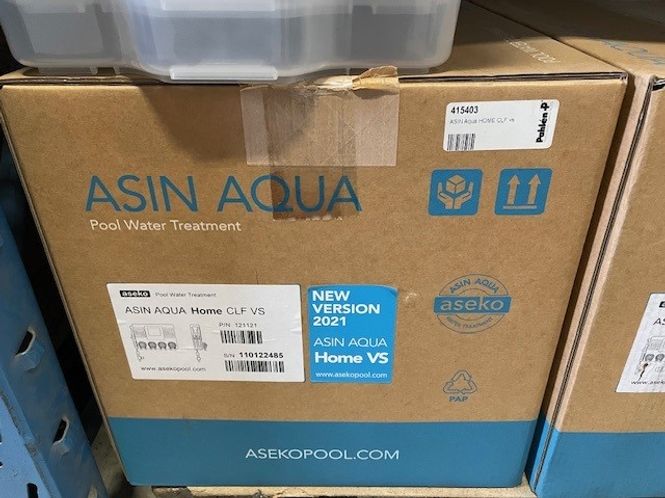 415403
ASIN Aqua HOME CLF vs
Pahlén
ASIN AQUA
Pool Water Treatment
aseko Pool Water Treatment
ASIN AQUA Home CLF VS
P/N: 121121
S/N: 110122485
www.asekopool.com
NEW
VERSION
2021
ASIN AQUA
Home VS
www.asekopool.com
ASIN AQUA
aseko
WATER TREATMENT
PAP
ASEKOPOOL.COM